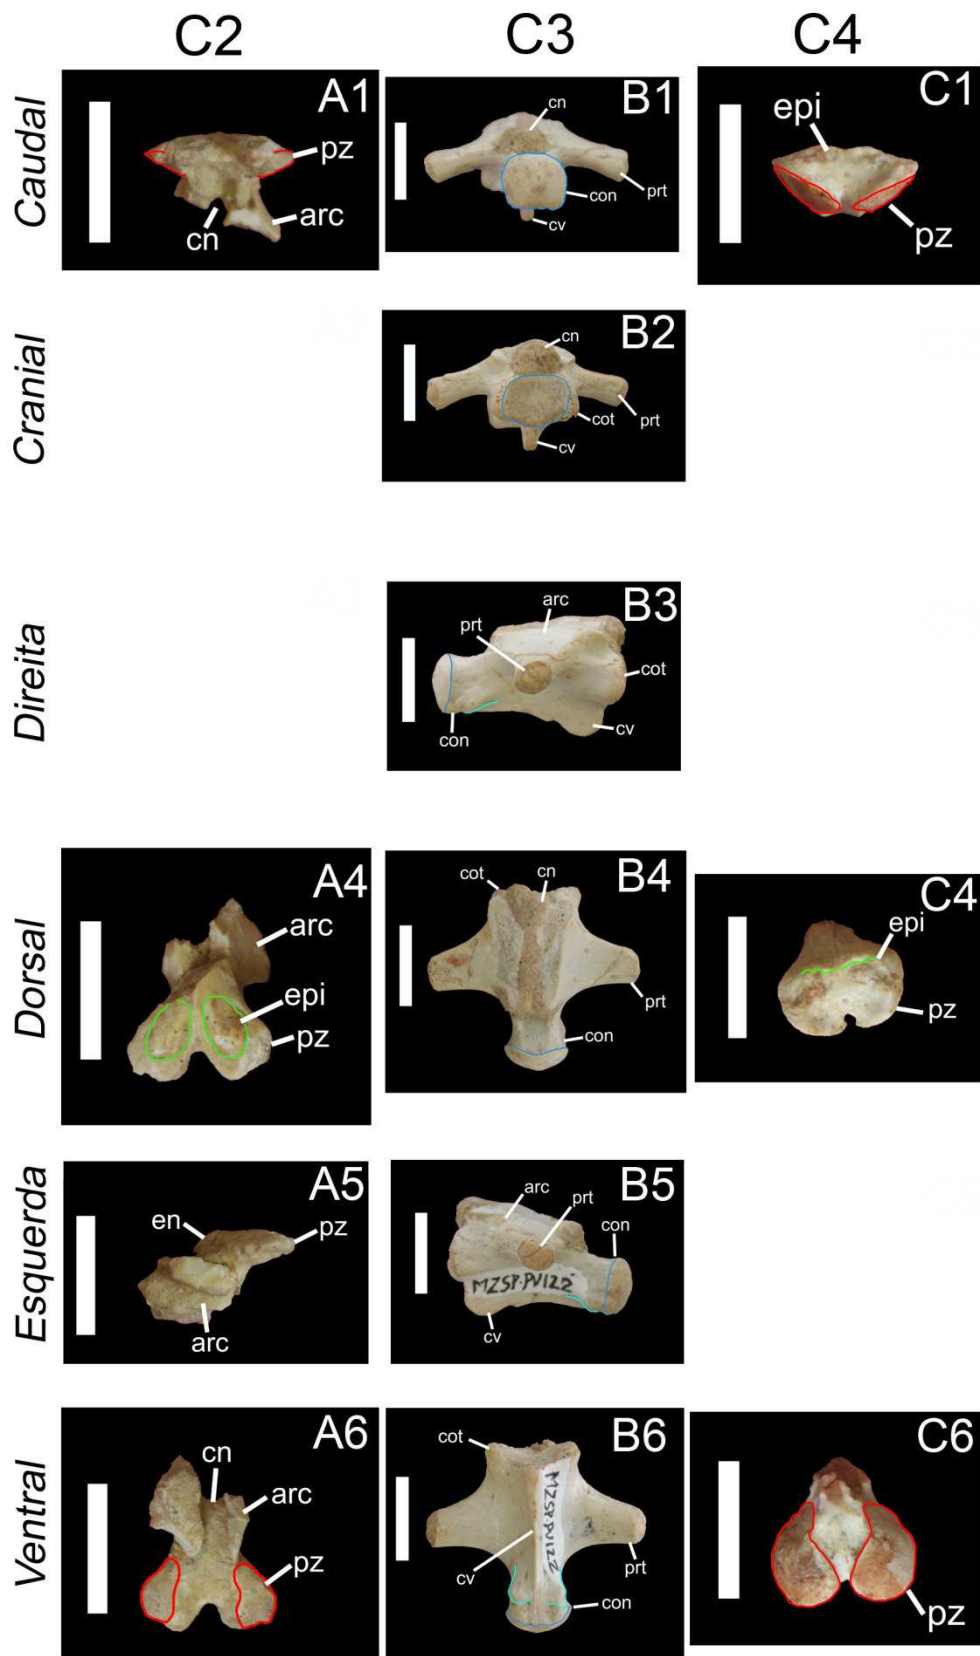 C2 C3 C4
Caudal
A1
pz
arc
cn
B1
cn
con
prt
cv
C1
epi
pz
Cranial
B2
cn
cot
prt
cv
Direita
B3
arc
prt
cot
con
cv
Dorsal
A4
arc
epi
pz
B4
cot
cn
prt
con
C4
epi
pz
Esquerda
A5
en
pz
arc
B5
arc
prt
con
MZSP-PV122
cv
Ventral
A6
cn
arc
pz
B6
cot
MZSP-PV122
prt
cv
con
C6
pz